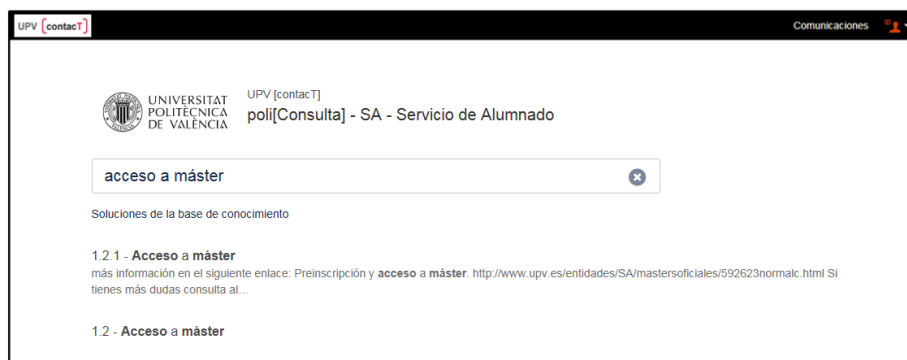 UPV [contacT]
Comunicaciones
UNIVERSITAT
POLITÈCNICA
DE VALÈNCIA
UPV [contacT]
poli[Consulta] - SA - Servicio de Alumnado
acceso a máster
Soluciones de la base de conocimiento
1.2.1 - Acceso a máster
más información en el siguiente enlace: Preinscripción y acceso a máster. http://www.upv.es/entidades/SA/mastersoficiales/592623normalc.html Si
tienes más dudas consulta al…
1.2 - Acceso a máster